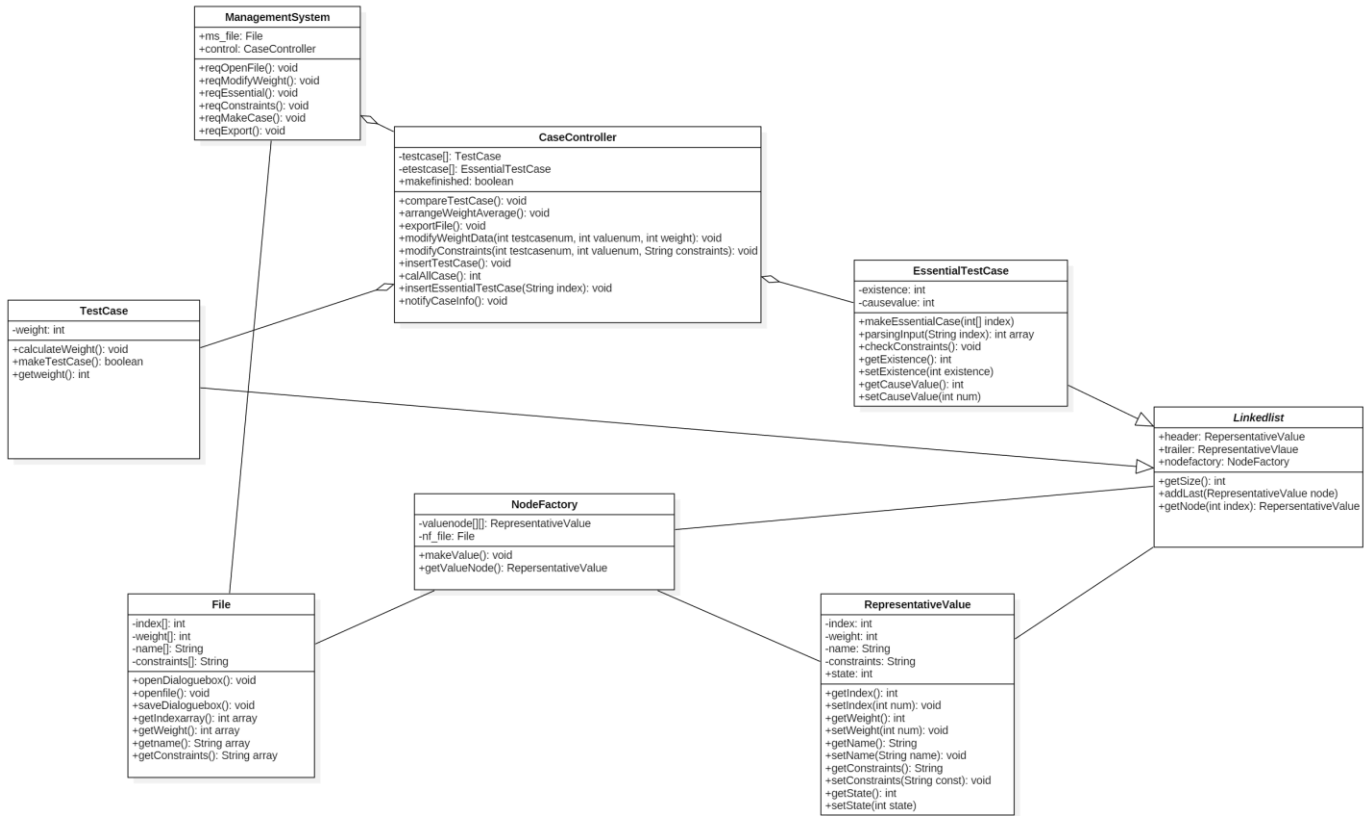 ManagementSystem
+ms_file: File
+control: CaseController
+reqOpenFile(): void
+reqModifyWeight(): void
+reqEssential(): void
+reqConstraints(): void
+reqMakeCase(): void
+reqExport(): void
CaseController
-testcase[]: TestCase
-etestcase[]: EssentialTestCase
+makefinished: boolean
+compareTestCase(): void
+arrangeWeightAverage(): void
+exportFile(): void
+modifyWeightData(int testcasenum, int valuenum, int weight): void
+modifyConstraints(int testcasenum, int valuenum, String constraints): void
+insertTestCase(): void
+calAllCase(): int
+insertEssentialTestCase(String index): void
+notifyCaseInfo(): void
EssentialTestCase
-existence: int
-causevalue: int
+makeEssentialCase(int[] index)
+parsingInput(String index): int array
+checkConstraints(): void
+getExistence(): int
+setExistence(int existence)
+getCauseValue(): int
+setCauseValue(int num)
TestCase
-weight: int
+calculateWeight(): void
+makeTestCase(): boolean
+getweight(): int
Linkedlist
+header: RepersentativeValue
+trailer: RepresentativeVlaue
+nodefactory: NodeFactory
+getSize(): int
+addLast(RepresentativeValue node)
+getNode(int index): RepersentativeValue
NodeFactory
-valuenode[][]: RepresentativeValue
-nf_file: File
+makeValue(): void
+getValueNode(): RepersentativeValue
File
-index[]: int
-weight[]: int
-name[]: String
-constraints[]: String
+openDialoguebox(): void
+openfile(): void
+saveDialoguebox(): void
+getIndexarray(): int array
+getWeight(): int array
+getname(): String array
+getConstraints(): String array
RepresentativeValue
-index: int
-weight: int
-name: String
-constraints: String
+state: int
+getIndex(): int
+setIndex(int num): void
+getWeight(): int
+setWeight(int num): void
+getName(): String
+setName(String name): void
+getConstraints(): String
+setConstraints(String const): void
+getState(): int
+setState(int state)